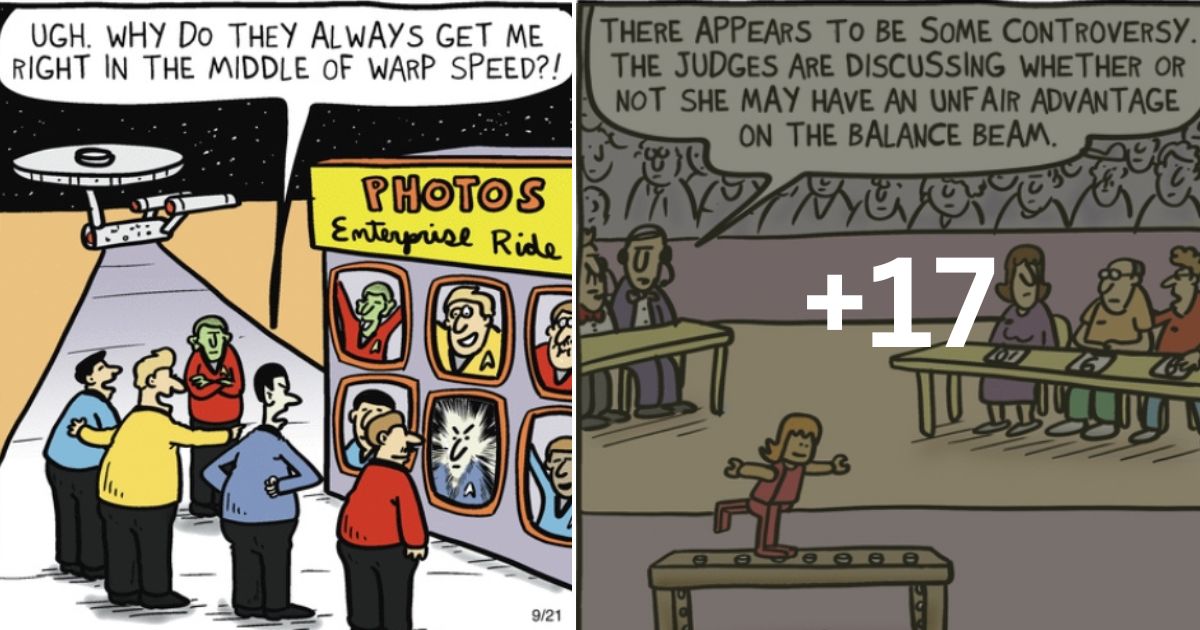 UGH. WHY DO THEY ALWAYS GET ME
RIGHT IN THE MIDDLE OF WARP SPEED?!
PHOTOS
Enterprise Ride
9/21
THERE APPEARS TO BE SOME CONTROVERSY.
THE JUDGES ARE DISCUSSING WHETHER OR
NOT SHE MAY HAVE AN UNFAIR ADVANTAGE
ON THE BALANCE BEAM.
+17